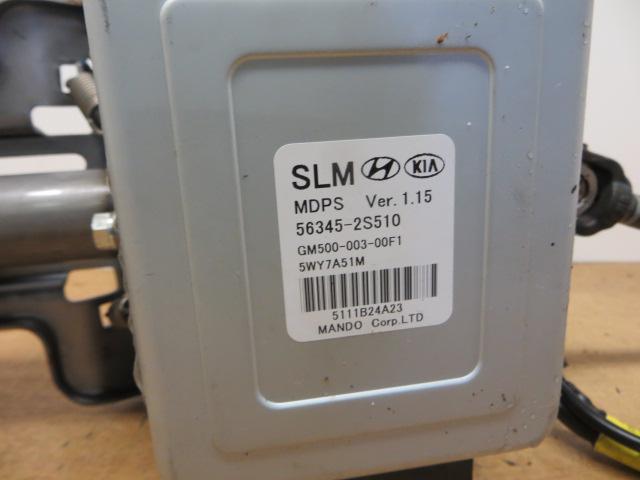 SLM KIA
MDPS Ver. 1.15
56345-2S510
GM500-003-00F1
5WY7A51M
5111B24A23
MANDO Corp.LTD